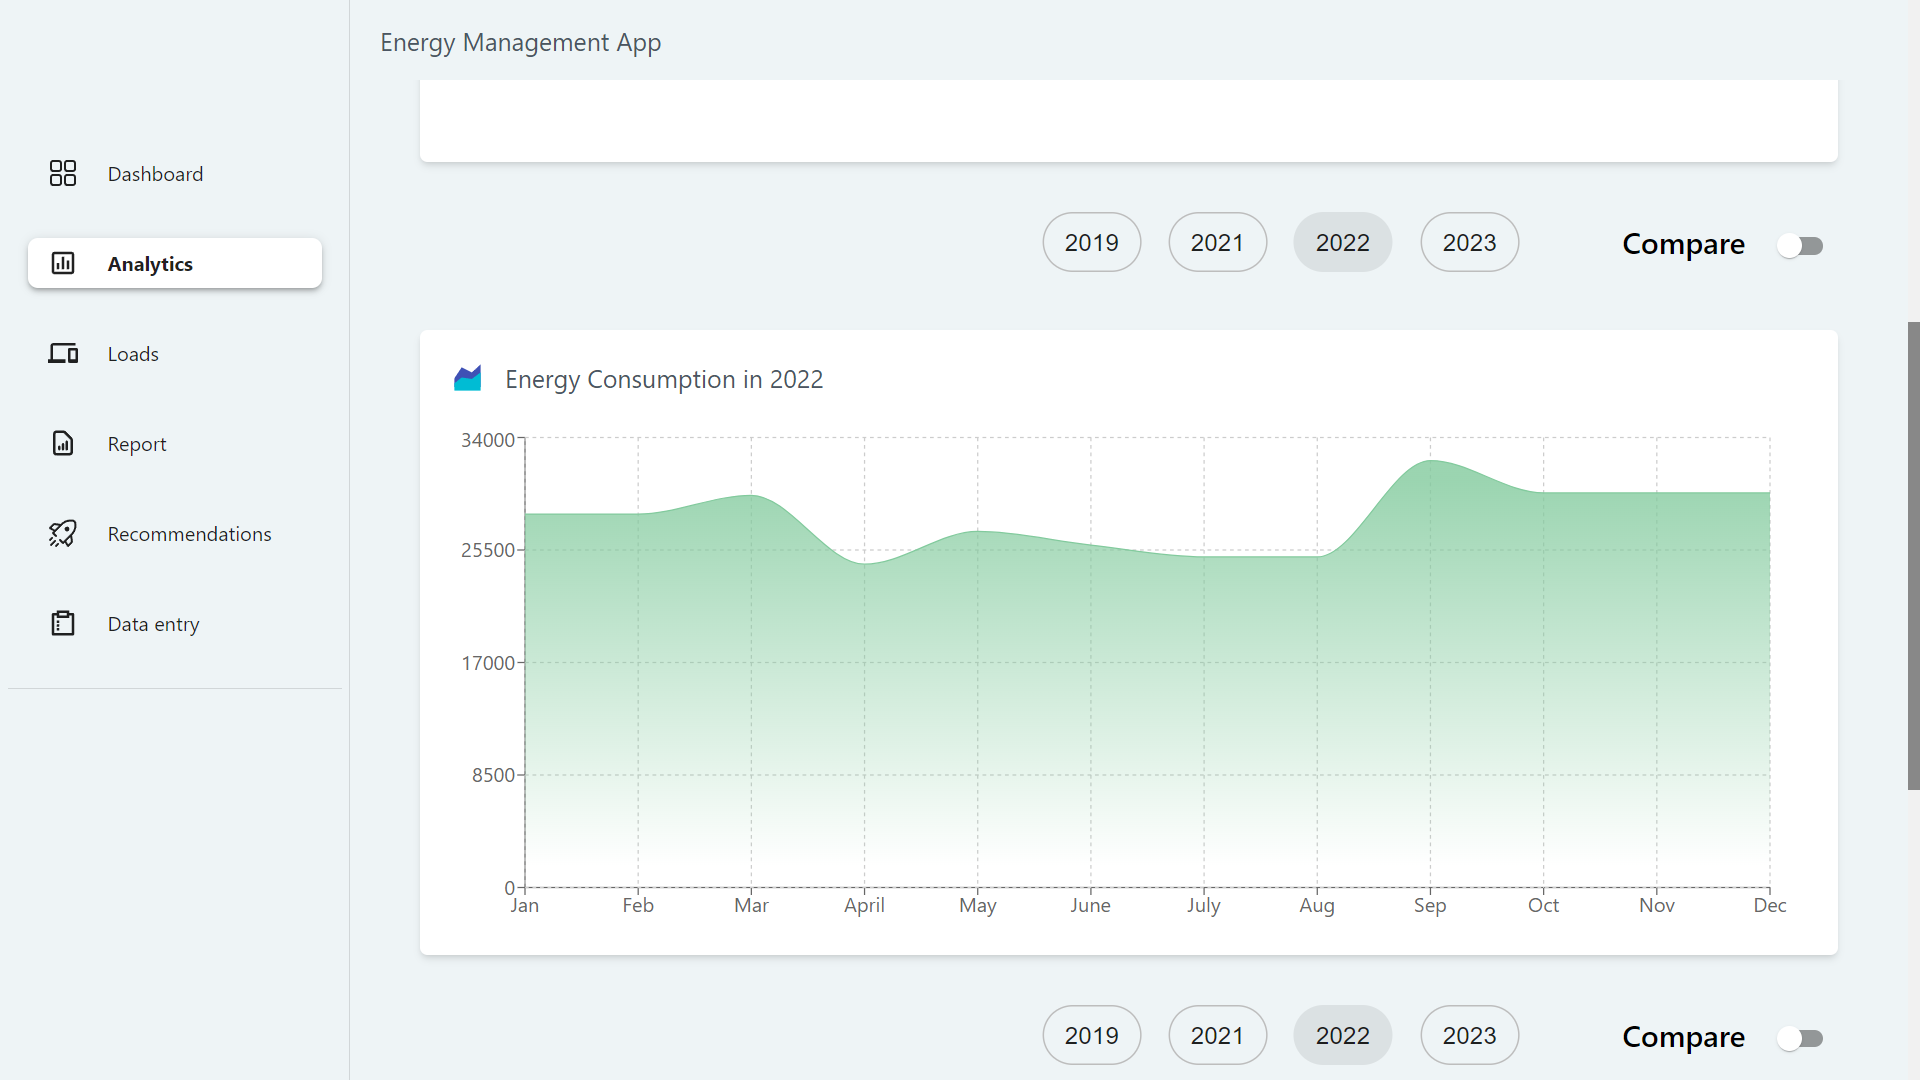 Energy Management App
Dashboard
Analytics
Loads
Report
Recommendations
Data entry
2019 2021 2022 2023 Compare
Energy Consumption in 2022
34000
25500
17000
8500
0
Jan Feb Mar April May June July Aug Sep Oct Nov Dec
2019 2021 2022 2023 Compare